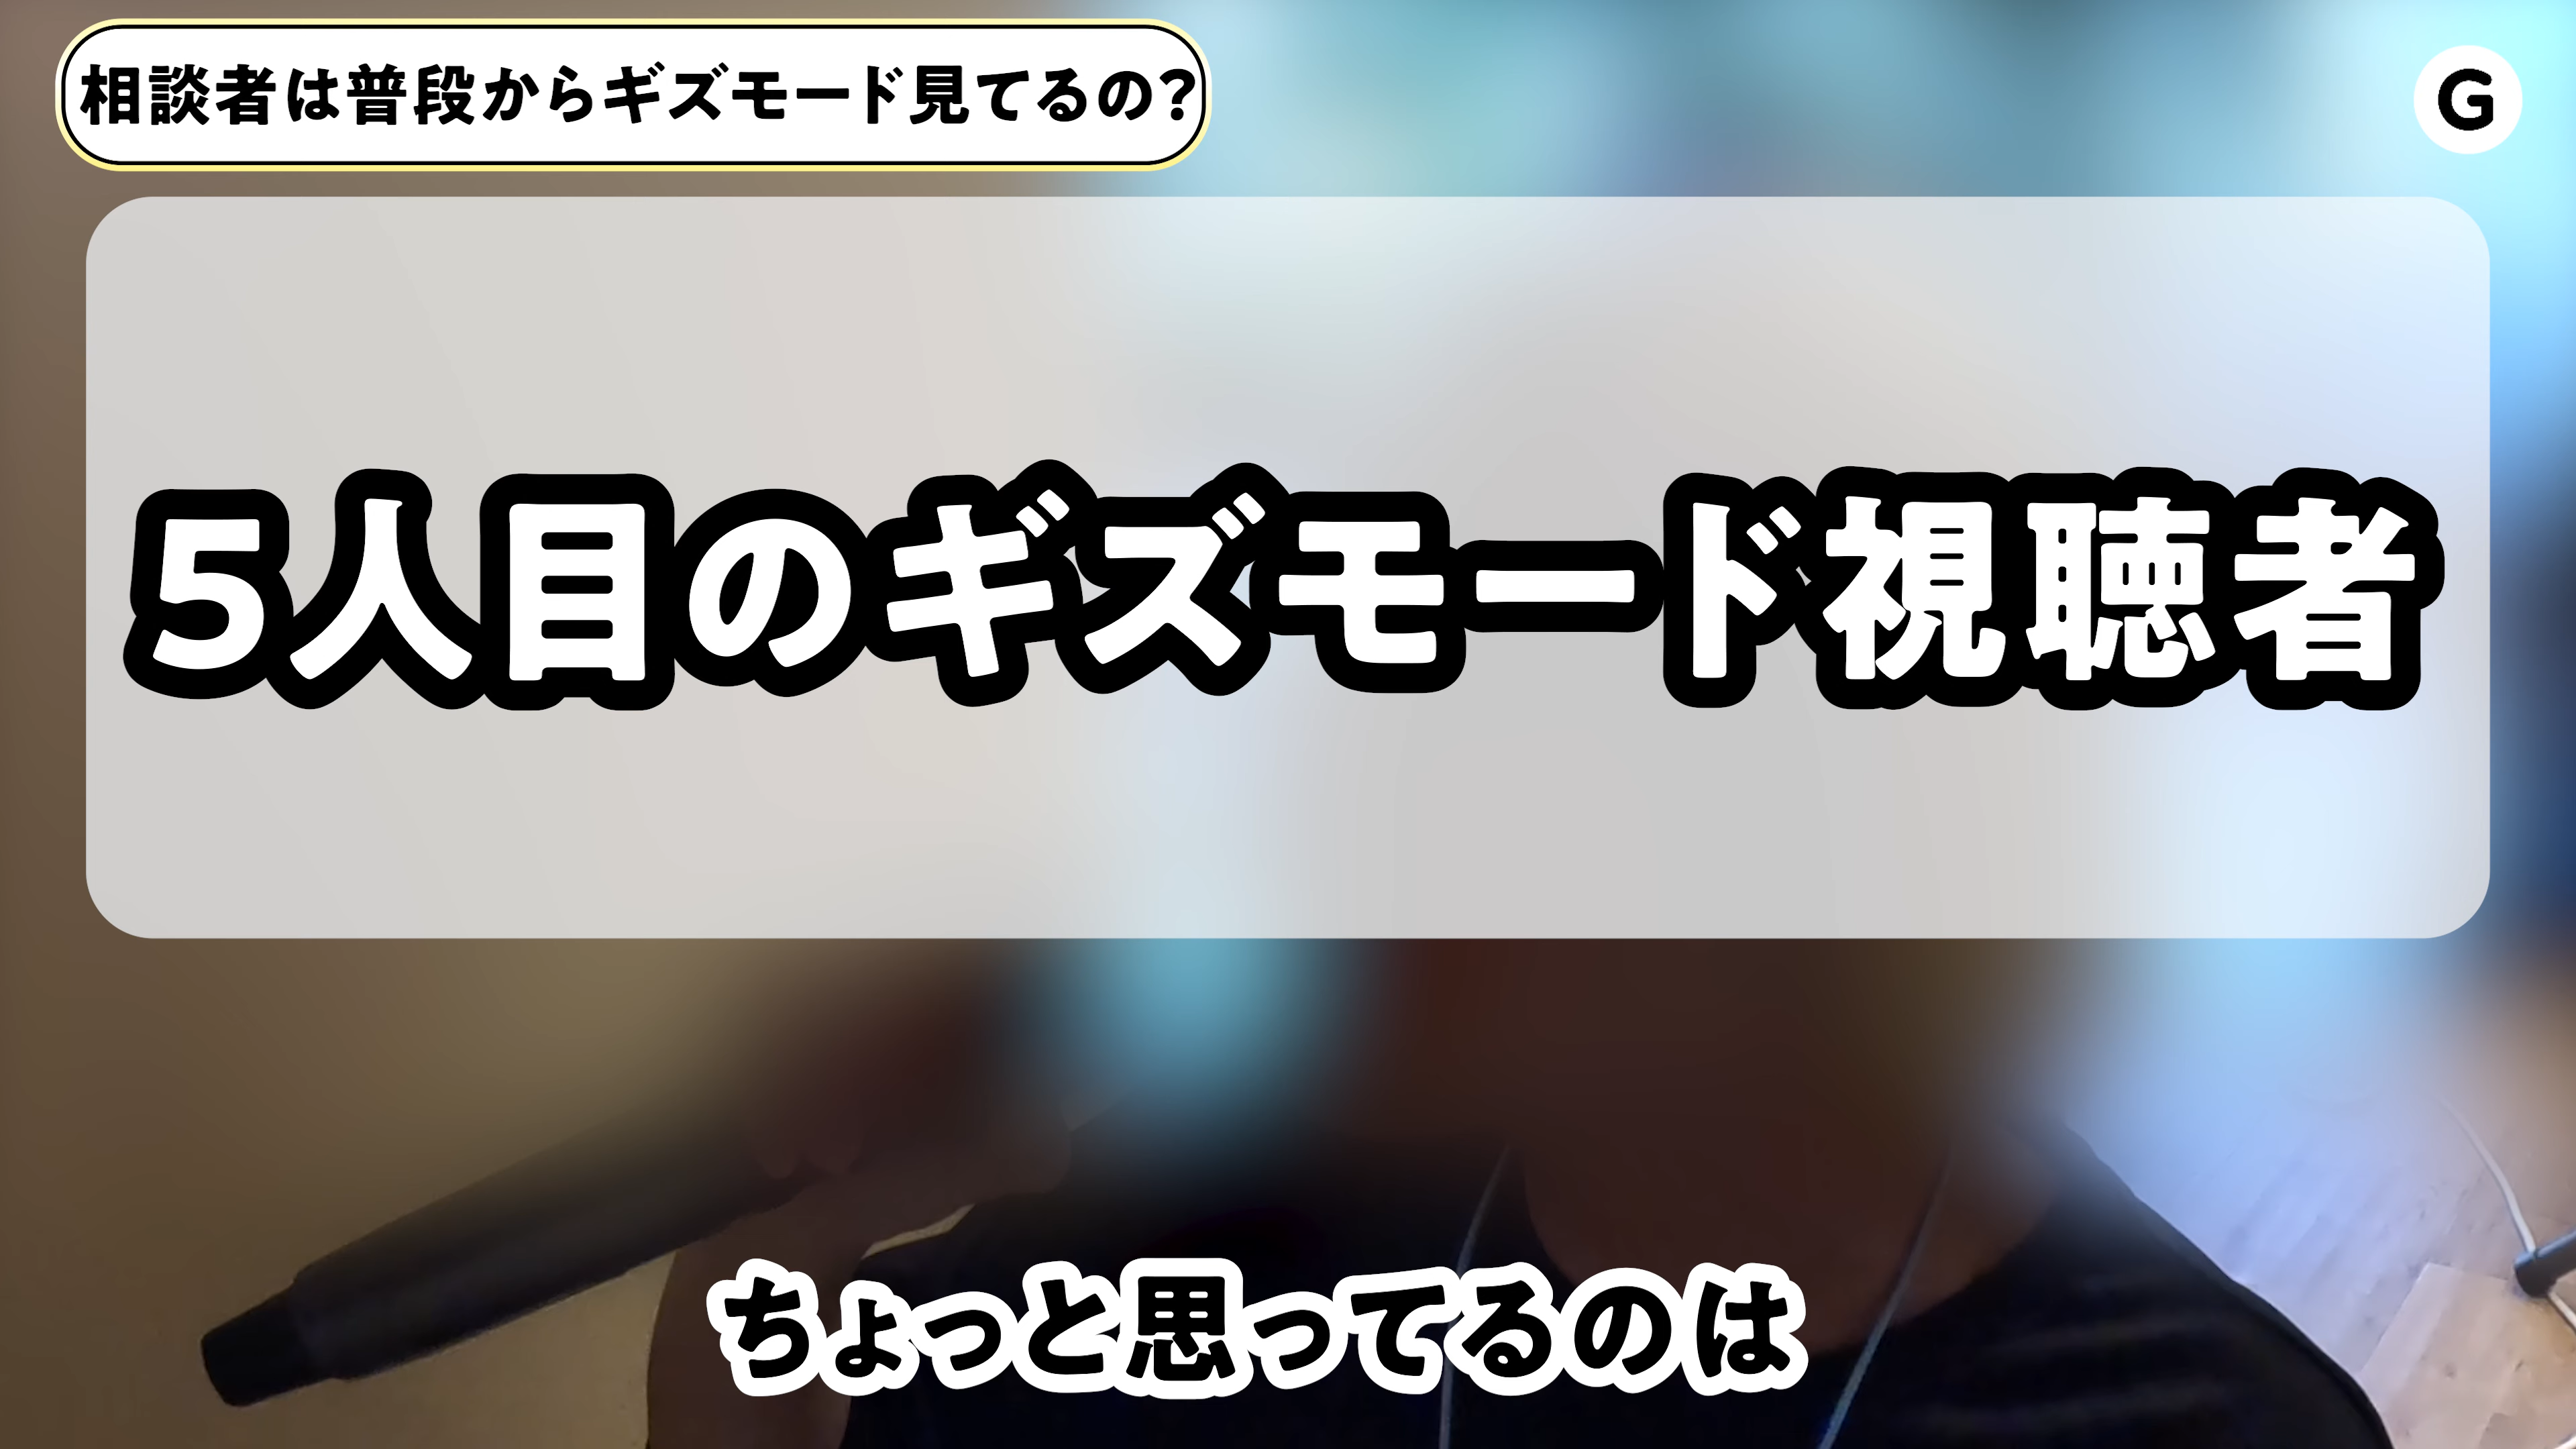 相談者は普段からギズモード見てるの？
G
5人目のギズモード視聴者
ちょっと思ってるのは